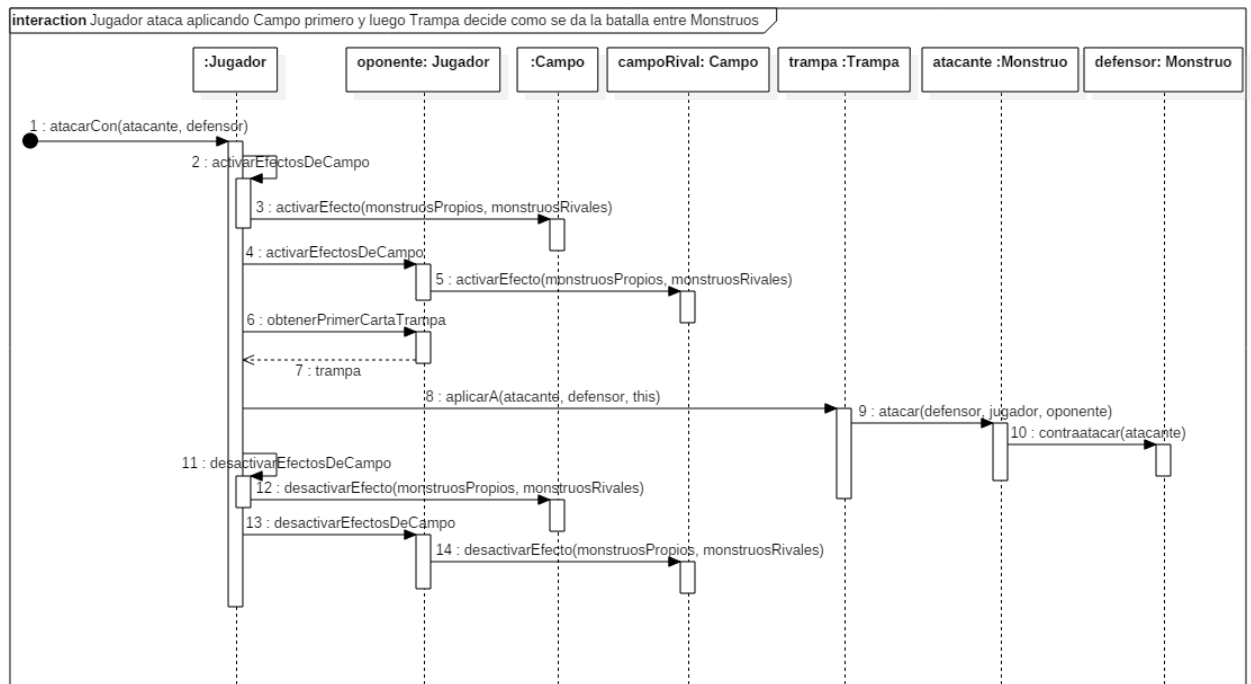 interaction Jugador ataca aplicando Campo primero y luego Trampa decide como se da la batalla entre Monstruos
:Jugador
oponente: Jugador
:Campo
campoRival: Campo
trampa :Trampa
atacante :Monstruo
defensor: Monstruo
1 : atacarCon(atacante, defensor)
2 : activarEfectosDeCampo
3 : activarEfecto(monstruosPropios, monstruosRivales)
4 : activarEfectosDeCampo
5 : activarEfecto(monstruosPropios, monstruosRivales)
6 : obtenerPrimerCartaTrampa
7 : trampa
8 : aplicarA(atacante, defensor, this)
9 : atacar(defensor, jugador, oponente)
10 : contraatacar(atacante)
11 : desactivarEfectosDeCampo
12 : desactivarEfecto(monstruosPropios, monstruosRivales)
13 : desactivarEfectosDeCampo
14 : desactivarEfecto(monstruosPropios, monstruosRivales)